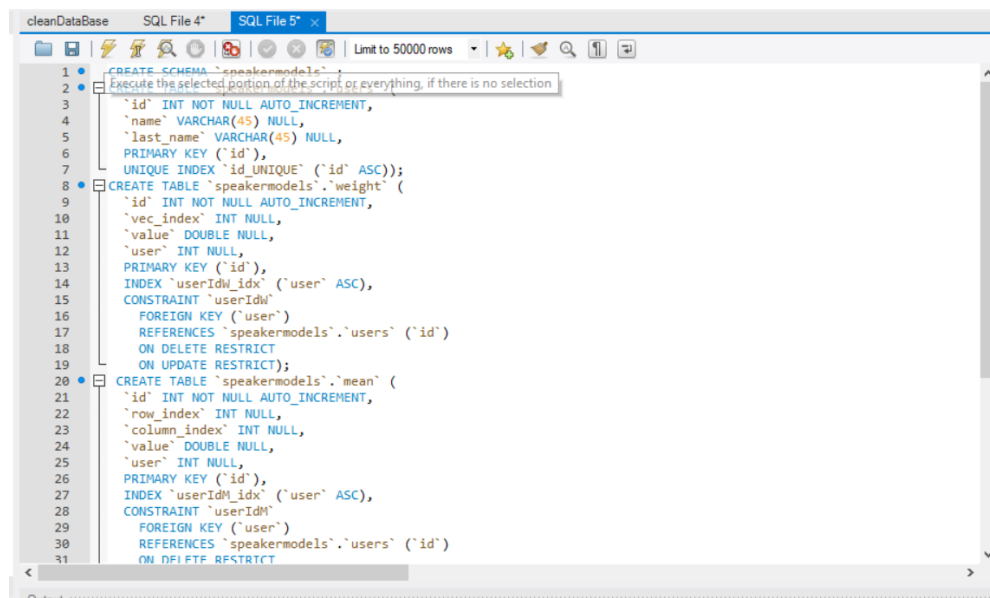 cleanDataBase SQL File 4* SQL File 5* ×
Limit to 50000 rows
1 CREATE SCHEMA `speakermodels` ;
Execute the selected portion of the script or everything, if there is no selection
2 CREATE TABLE `speakermodels`.`users` (
3 `id` INT NOT NULL AUTO_INCREMENT,
4 `name` VARCHAR(45) NULL,
5 `last_name` VARCHAR(45) NULL,
6 PRIMARY KEY (`id`),
7 UNIQUE INDEX `id_UNIQUE` (`id` ASC));
8 CREATE TABLE `speakermodels`.`weight` (
9 `id` INT NOT NULL AUTO_INCREMENT,
10 `vec_index` INT NULL,
11 `value` DOUBLE NULL,
12 `user` INT NULL,
13 PRIMARY KEY (`id`),
14 INDEX `userIdW_idx` (`user` ASC),
15 CONSTRAINT `userIdW`
16 FOREIGN KEY (`user`)
17 REFERENCES `speakermodels`.`users` (`id`)
18 ON DELETE RESTRICT
19 ON UPDATE RESTRICT);
20 CREATE TABLE `speakermodels`.`mean` (
21 `id` INT NOT NULL AUTO_INCREMENT,
22 `row_index` INT NULL,
23 `column_index` INT NULL,
24 `value` DOUBLE NULL,
25 `user` INT NULL,
26 PRIMARY KEY (`id`),
27 INDEX `userIdM_idx` (`user` ASC),
28 CONSTRAINT `userIdM`
29 FOREIGN KEY (`user`)
30 REFERENCES `speakermodels`.`users` (`id`)
31 ON DELETE RESTRICT